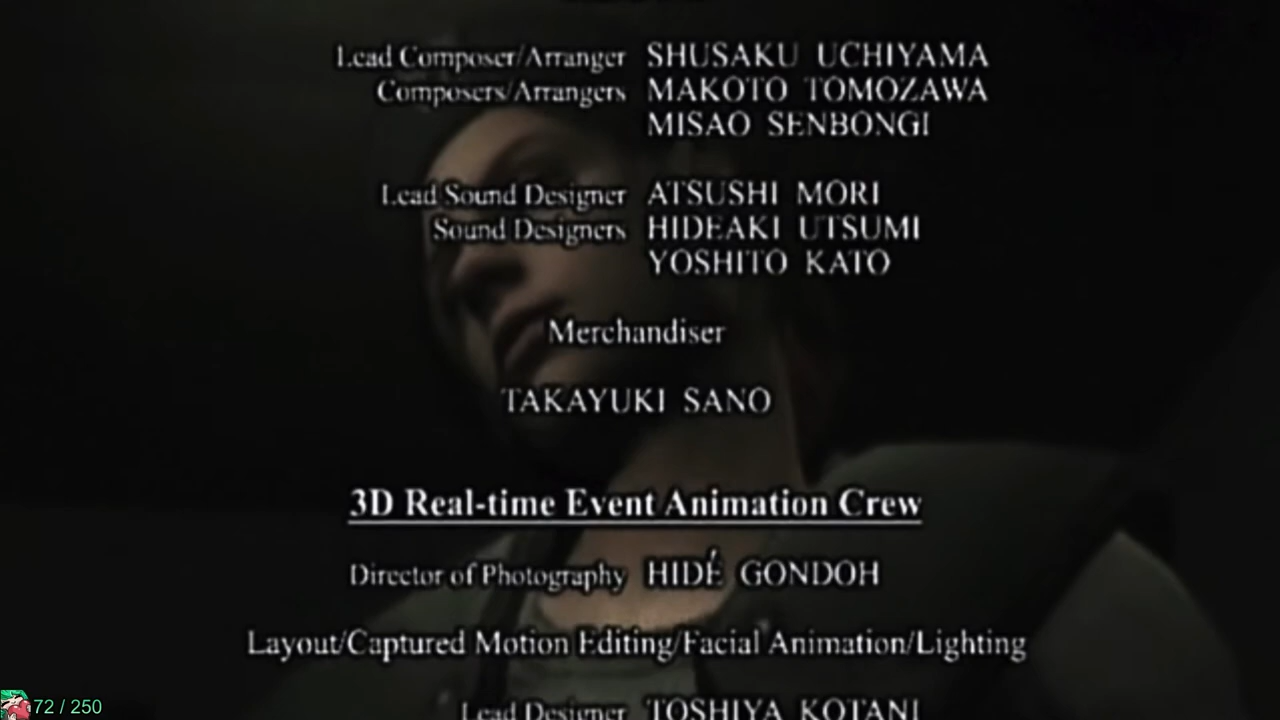 Lead Composer/Arranger SHUSAKU UCHIYAMA
Composers/Arrangers MAKOTO TOMOZAWA
MISAO SENBONGI
Lead Sound Designer ATSUSHI MORI
Sound Designers HIDEAKI UTSUMI
YOSHITO KATO
Merchandiser
TAKAYUKI SANO
3D Real-time Event Animation Crew
Director of Photography HIDÉ GONDOH
Layout/Captured Motion Editing/Facial Animation/Lighting
Lead Designer TOSHIYA KOTANI
72 / 250